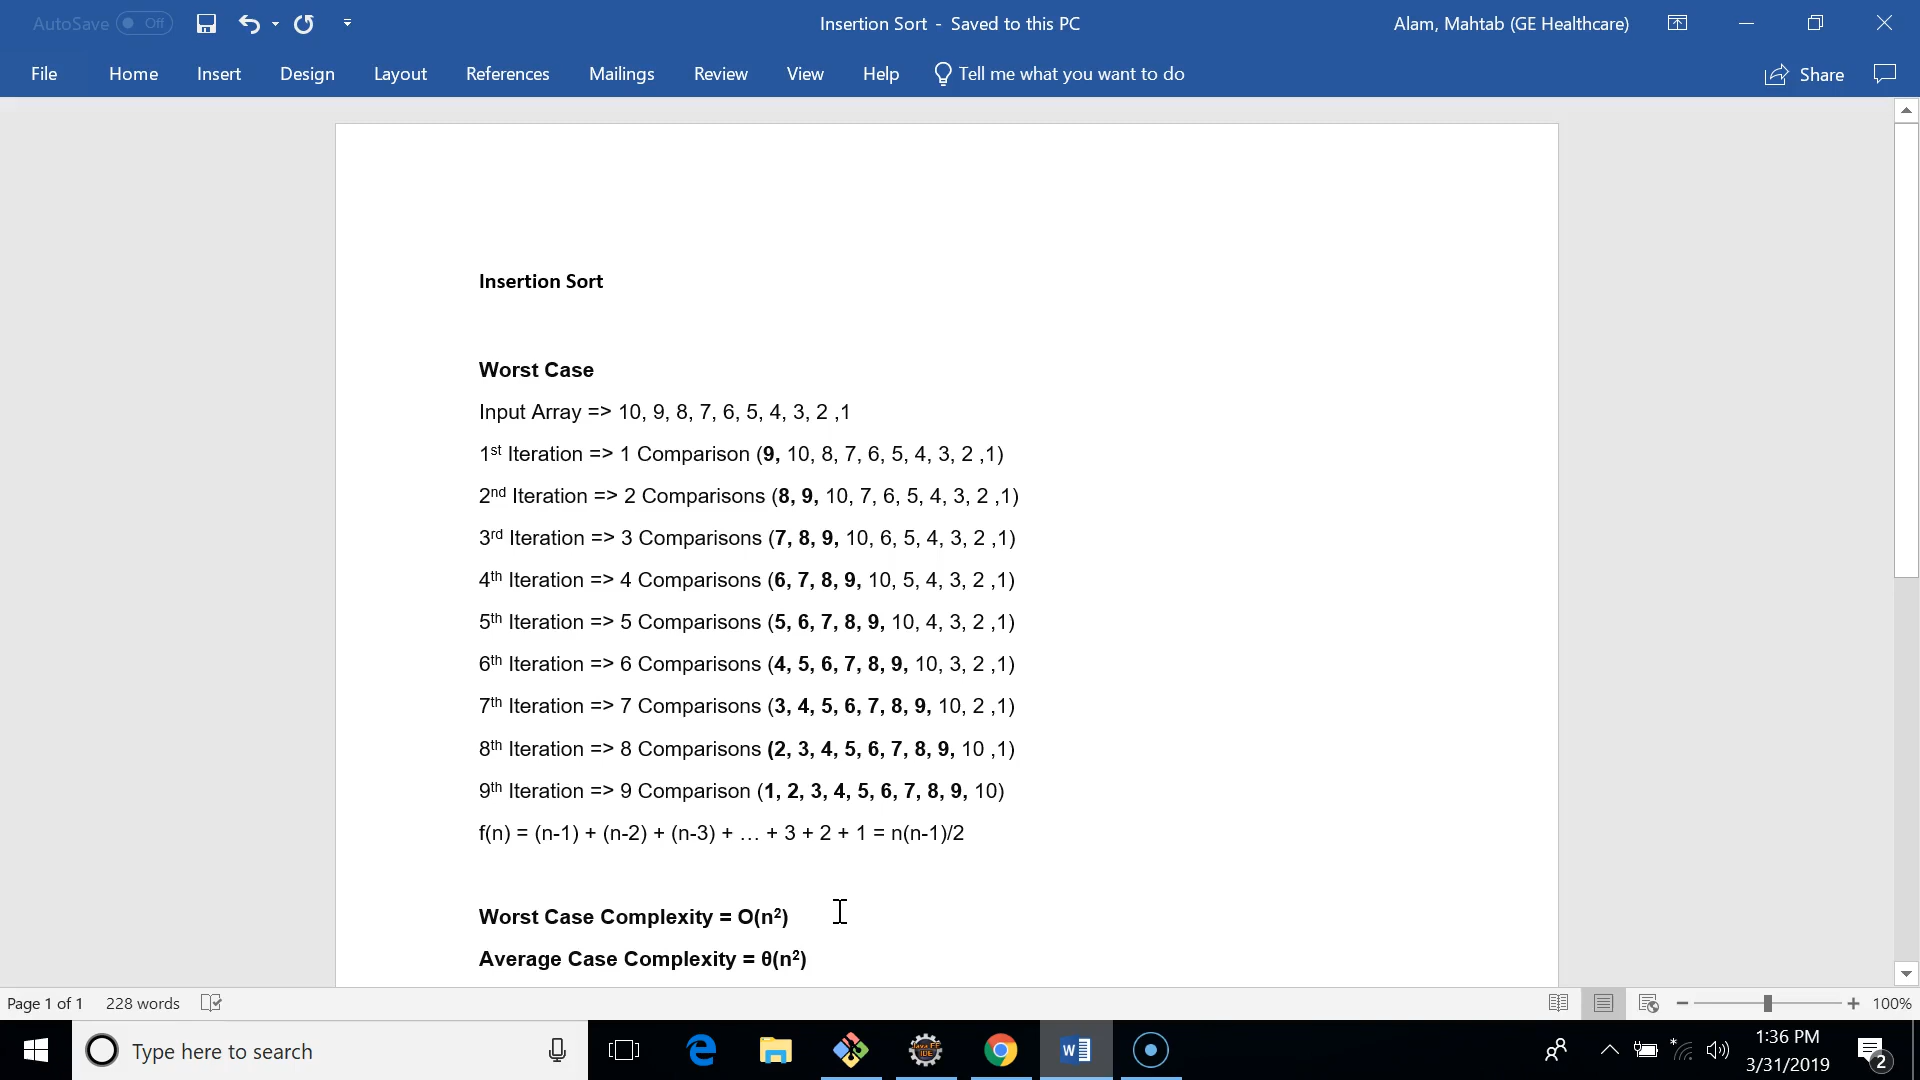 AutoSave Off
Insertion Sort - Saved to this PC
Alam, Mahtab (GE Healthcare)
File Home Insert Design Layout References Mailings Review View Help Tell me what you want to do Share
Insertion Sort
Worst Case
Input Array => 10, 9, 8, 7, 6, 5, 4, 3, 2 ,1
1st Iteration => 1 Comparison (9, 10, 8, 7, 6, 5, 4, 3, 2 ,1)
2nd Iteration => 2 Comparisons (8, 9, 10, 7, 6, 5, 4, 3, 2 ,1)
3rd Iteration => 3 Comparisons (7, 8, 9, 10, 6, 5, 4, 3, 2 ,1)
4th Iteration => 4 Comparisons (6, 7, 8, 9, 10, 5, 4, 3, 2 ,1)
5th Iteration => 5 Comparisons (5, 6, 7, 8, 9, 10, 4, 3, 2 ,1)
6th Iteration => 6 Comparisons (4, 5, 6, 7, 8, 9, 10, 3, 2 ,1)
7th Iteration => 7 Comparisons (3, 4, 5, 6, 7, 8, 9, 10, 2 ,1)
8th Iteration => 8 Comparisons (2, 3, 4, 5, 6, 7, 8, 9, 10 ,1)
9th Iteration => 9 Comparison (1, 2, 3, 4, 5, 6, 7, 8, 9, 10)
f(n) = (n-1) + (n-2) + (n-3) + … + 3 + 2 + 1 = n(n-1)/2
Worst Case Complexity = O(n²)
Average Case Complexity = θ(n²)
Page 1 of 1 228 words 100%
Type here to search
1:36 PM
3/31/2019
2